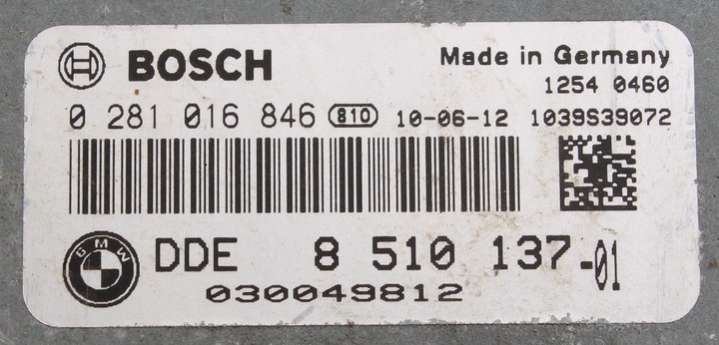 BOSCH Made in Germany
1254 0460
0 281 016 846 810 10-06-12 1039S39072
BMW DDE 8 510 137-01
030049812